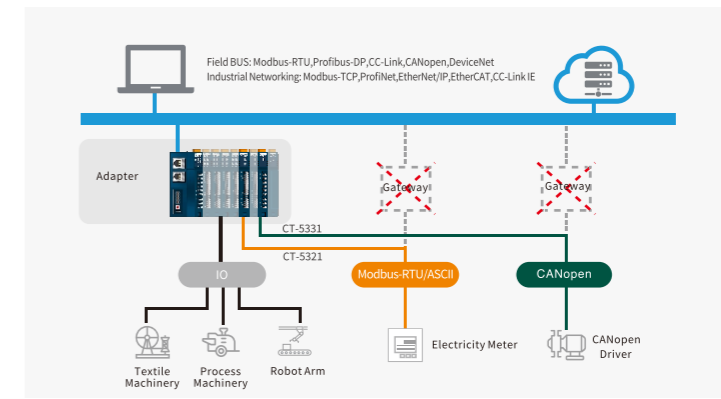 Field BUS: Modbus-RTU,Profibus-DP,CC-Link,CANopen,DeviceNet
Industrial Networking: Modbus-TCP,ProfiNet,EtherNet/IP,EtherCAT,CC-Link IE
Adapter
Gateway
Gateway
CT-5331
CT-5321
IO
Modbus-RTU/ASCII
CANopen
Textile
Machinery
Process
Machinery
Robot Arm
Electricity Meter
CANopen
Driver